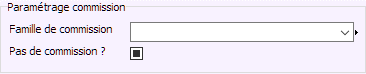 Paramétrage commission
Famille de commission
Pas de commission ?